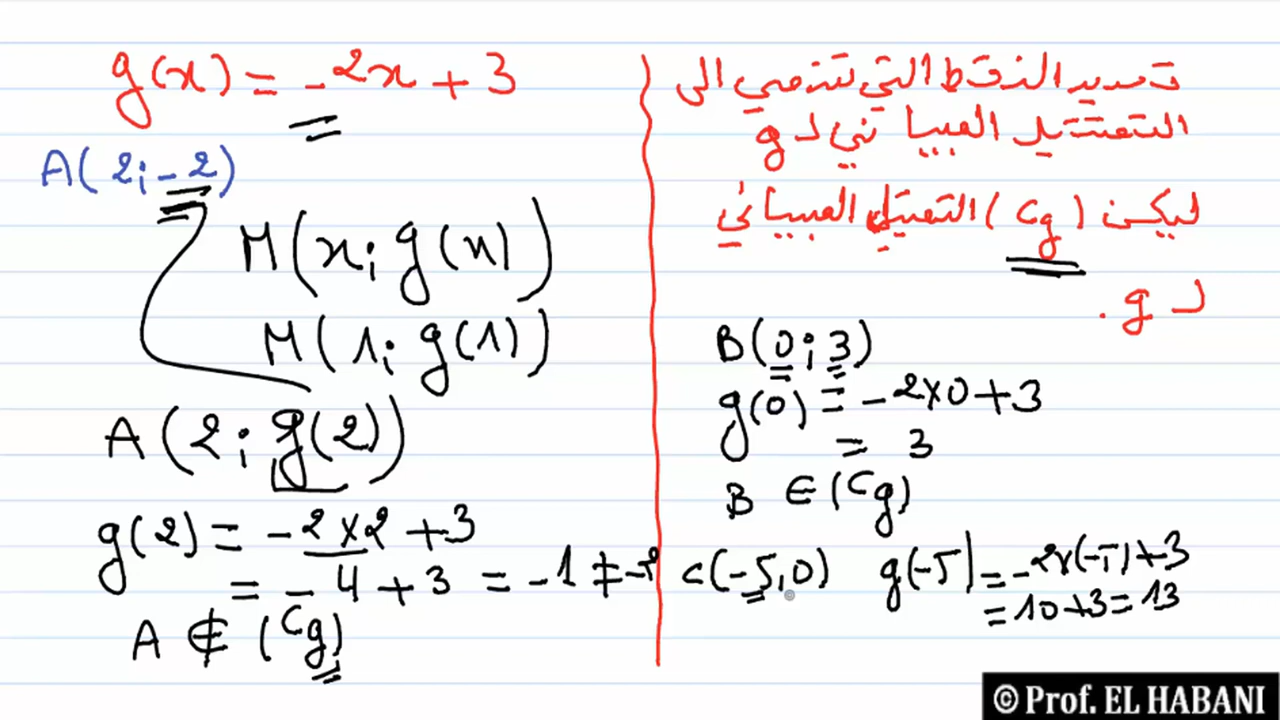 g(x) = -2x + 3
A(2; -2)
M(x; g(x))
M(1; g(1))
A(2; g(2))
g(2) = -2×2 + 3
= -4 + 3 = -1 ≠ -2
A ∉ (Cg)
تحديد النقط التي تنتمي الى
التمثيل المبياني لـ g
ليكن (Cg) التمثيل المبياني
لـ g.
B(0; 3)
g(0) = -2×0 + 3
= 3
B ∈ (Cg)
C(-5,0) g(-5) = -2×(-5)+3
= 10+3 = 13
© Prof. EL HABANI